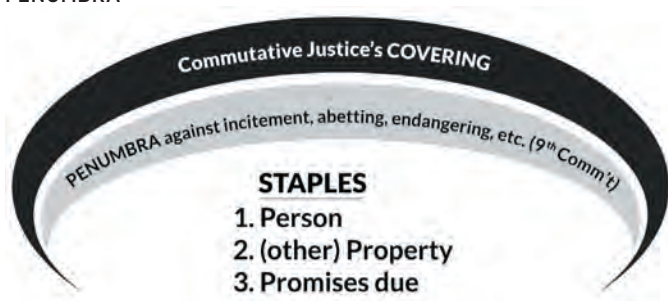 PENUMBRA
Commutative Justice's COVERING
PENUMBRA against incitement, abetting, endangering, etc. (9th Comm't)
STAPLES
1. Person
2. (other) Property
3. Promises due